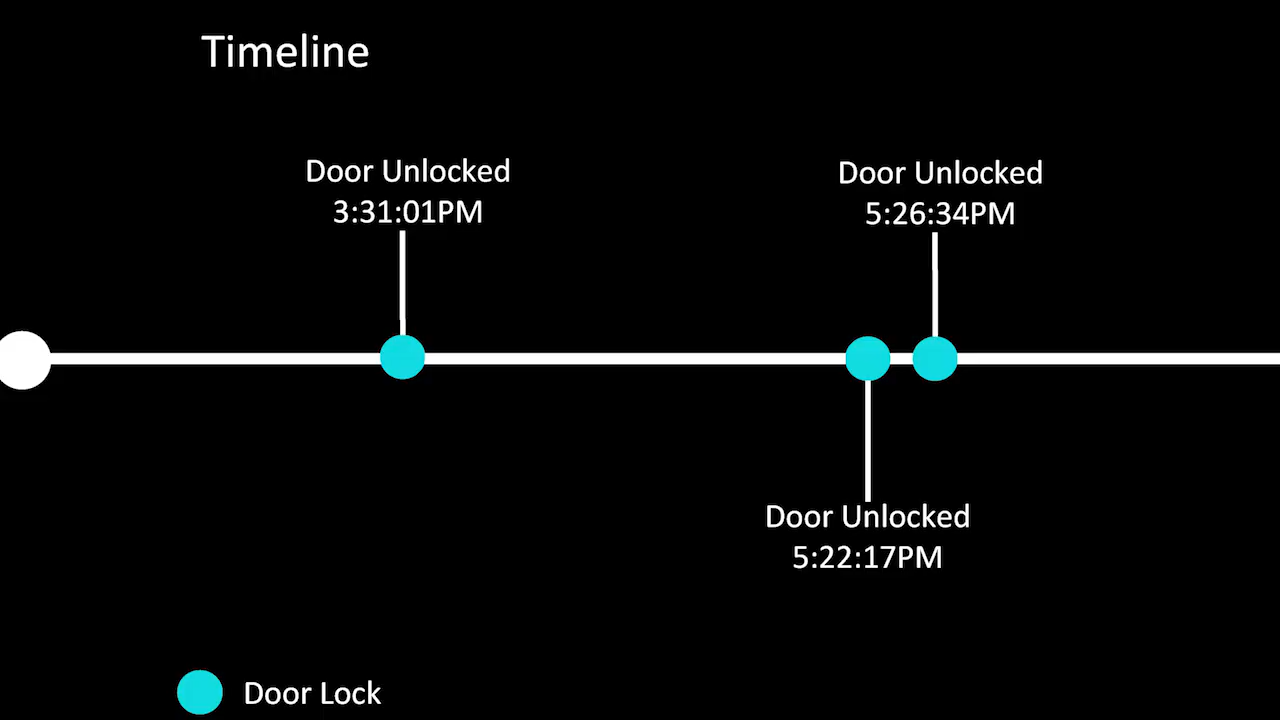 Timeline
Door Unlocked
3:31:01PM
Door Unlocked
5:26:34PM
Door Unlocked
5:22:17PM
Door Lock